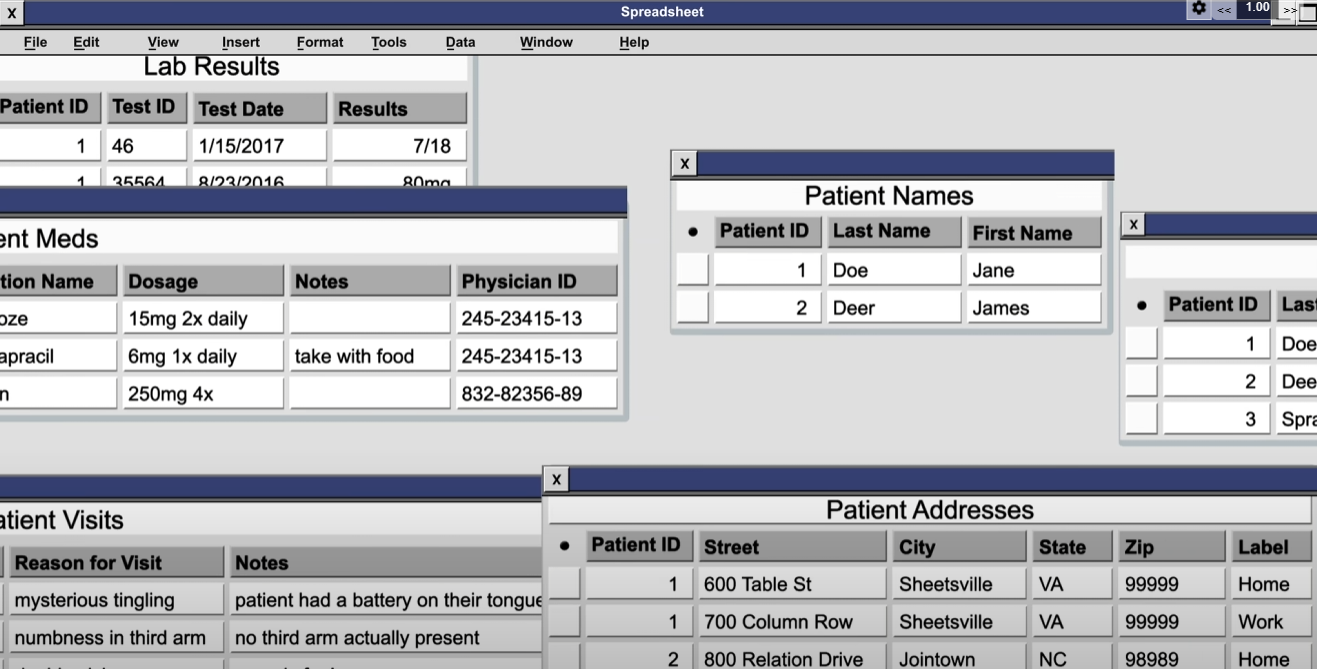 X Spreadsheet << 1.00 >>
File Edit View Insert Format Tools Data Window Help
Lab Results
Patient ID Test ID Test Date Results
1 46 1/15/2017 7/18
1 35564 8/23/2016 80mg
ent Meds
tion Name Dosage Notes Physician ID
oze 15mg 2x daily 245-23415-13
apracil 6mg 1x daily take with food 245-23415-13
n 250mg 4x 832-82356-89
X
Patient Names
• Patient ID Last Name First Name
1 Doe Jane
2 Deer James
X
• Patient ID Las
1 Doe
2 Dee
3 Spra
atient Visits
Reason for Visit Notes
mysterious tingling patient had a battery on their tongue
numbness in third arm no third arm actually present
X
Patient Addresses
• Patient ID Street City State Zip Label
1 600 Table St Sheetsville VA 99999 Home
1 700 Column Row Sheetsville VA 99999 Work
2 800 Relation Drive Jointown NC 98989 Home